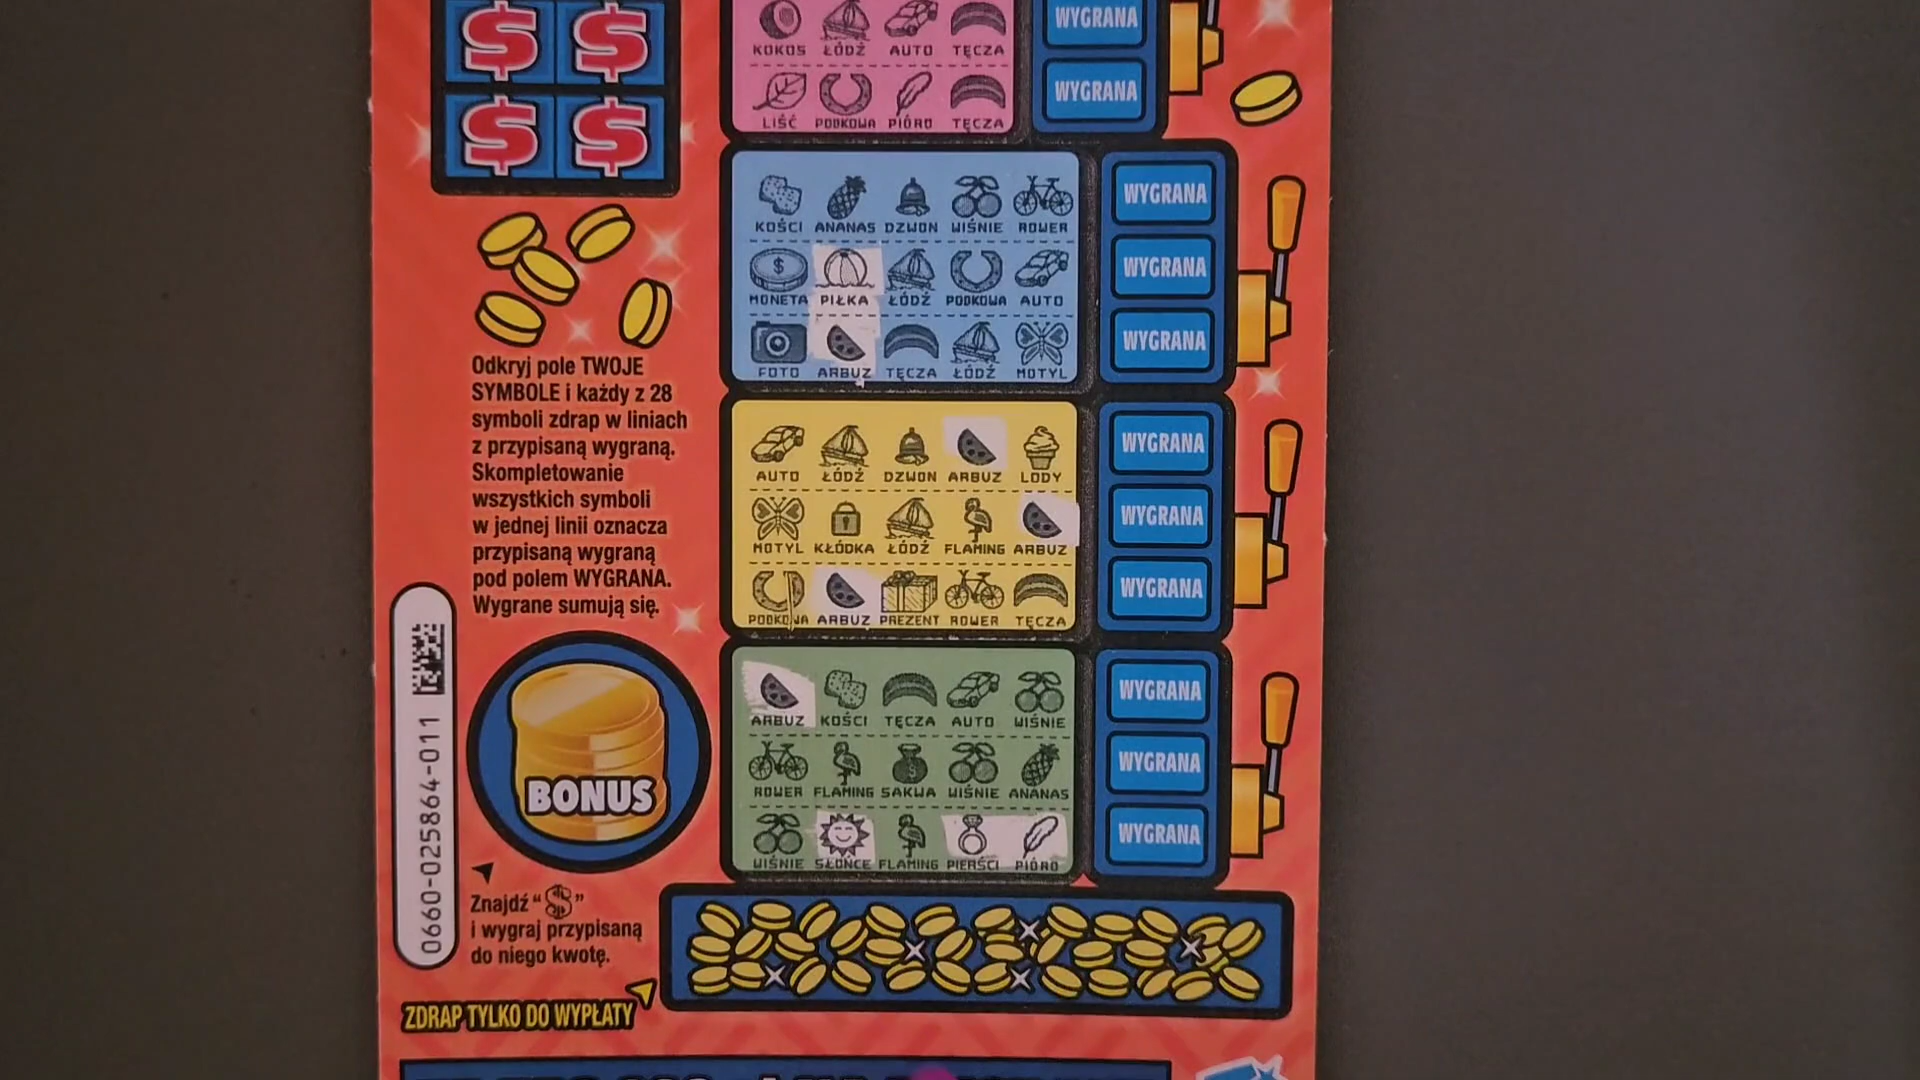 $ $
$ $
KOKOS ŁÓDŹ AUTO TĘCZA
LIŚĆ PODKOWA PIÓRO TĘCZA
WYGRANA
WYGRANA
KOŚCI ANANAS DZWON WIŚNIE ROWER
MONETA PIŁKA ŁÓDŹ PODKOWA AUTO
FOTO ARBUZ TĘCZA ŁÓDŹ MOTYL
WYGRANA
WYGRANA
WYGRANA
Odkryj pole TWOJE
SYMBOLE i każdy z 28
symboli zdrap w liniach
z przypisaną wygraną.
Skompletowanie
wszystkich symboli
w jednej linii oznacza
przypisaną wygraną
pod polem WYGRANA.
Wygrane sumują się.
AUTO ŁÓDŹ DZWON ARBUZ LODY
MOTYL KŁÓDKA ŁÓDŹ FLAMING ARBUZ
PODKOWA ARBUZ PREZENT ROWER TĘCZA
WYGRANA
WYGRANA
WYGRANA
ARBUZ KOŚCI TĘCZA AUTO WIŚNIE
ROWER FLAMING SAKWA WIŚNIE ANANAS
WIŚNIE SŁOŃCE FLAMING PIERŚCI PIÓRO
WYGRANA
WYGRANA
WYGRANA
0660-025864-011
BONUS
Znajdź "$"
i wygraj przypisaną
do niego kwotę.
ZDRAP TYLKO DO WYPŁATY